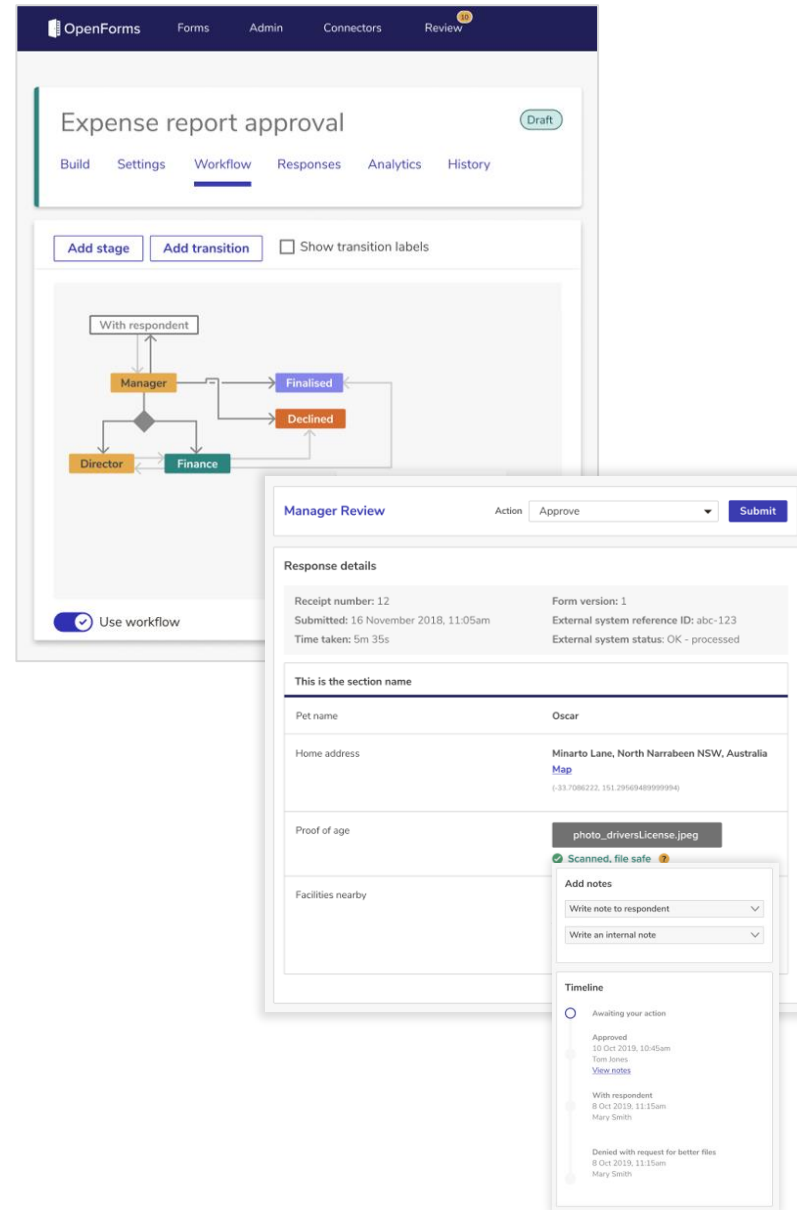 OpenForms Forms Admin Connectors Review 10
Expense report approval Draft
Build Settings Workflow Responses Analytics History
Add stage Add transition Show transition labels
With respondent
Manager Finalised
Declined
Director Finance
Use workflow
Manager Review Action Approve Submit
Response details
Receipt number: 12 Form version: 1
Submitted: 16 November 2018, 11:05am External system reference ID: abc-123
Time taken: 5m 35s External system status: OK - processed
This is the section name
Pet name Oscar
Home address Minarto Lane, North Narrabeen NSW, Australia
Map
(-33.7086222, 151.29569489999994)
Proof of age photo_driversLicense.jpeg
Scanned, file safe ?
Facilities nearby
Add notes
Write note to respondent
Write an internal note
Timeline
Awaiting your action
Approved
10 Oct 2019, 10:45am
Tom Jones
View notes
With respondent
8 Oct 2019, 11:15am
Mary Smith
Denied with request for better files
8 Oct 2019, 11:15am
Mary Smith